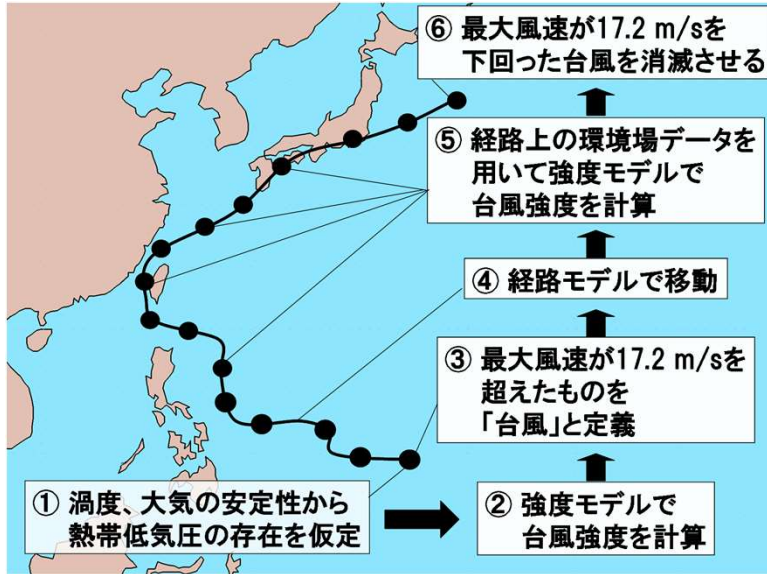 ① 渦度、大気の安定性から
熱帯低気圧の存在を仮定
② 強度モデルで
台風強度を計算
③ 最大風速が17.2 m/sを
超えたものを
「台風」と定義
④ 経路モデルで移動
⑤ 経路上の環境場データを
用いて強度モデルで
台風強度を計算
⑥ 最大風速が17.2 m/sを
下回った台風を消滅させる